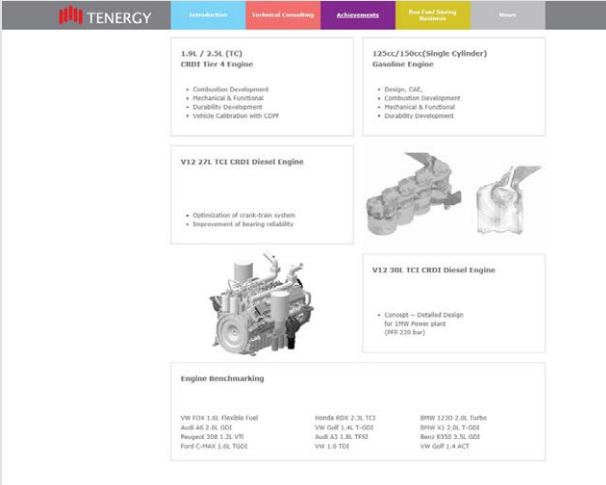 TENERGY
Introduction
Technical Consulting
Achievements
Bus Fuel Saving
Business
News
1.9L / 2.5L (TC)
CRDI Tier 4 Engine
• Combustion Development
• Mechanical & Functional
• Durability Development
• Vehicle Calibration with CDPF
125cc/150cc(Single Cylinder)
Gasoline Engine
• Design, CAE,
• Combustion Development
• Mechanical & Functional
• Durability Development
V12 27L TCI CRDI Diesel Engine
• Optimization of crank-train system
• Improvement of bearing reliability
V12 30L TCI CRDI Diesel Engine
• Concept ~ Detailed Design
for 1MW Power plant
(PFP 220 bar)
Engine Benchmarking
VW FOX 1.6L Flexible Fuel
Audi A6 2.8L GDI
Peugeot 208 1.2L VTi
Ford C-MAX 1.6L TGDI
Honda RDX 2.3L TCI
VW Golf 1.4L T-GDI
Audi A3 1.8L TFSI
VW 1.6 TDI
BMW 123D 2.0L Turbo
BMW X1 2.0L T-GDI
Benz E350 3.5L GDI
VW Golf 1.4 ACT